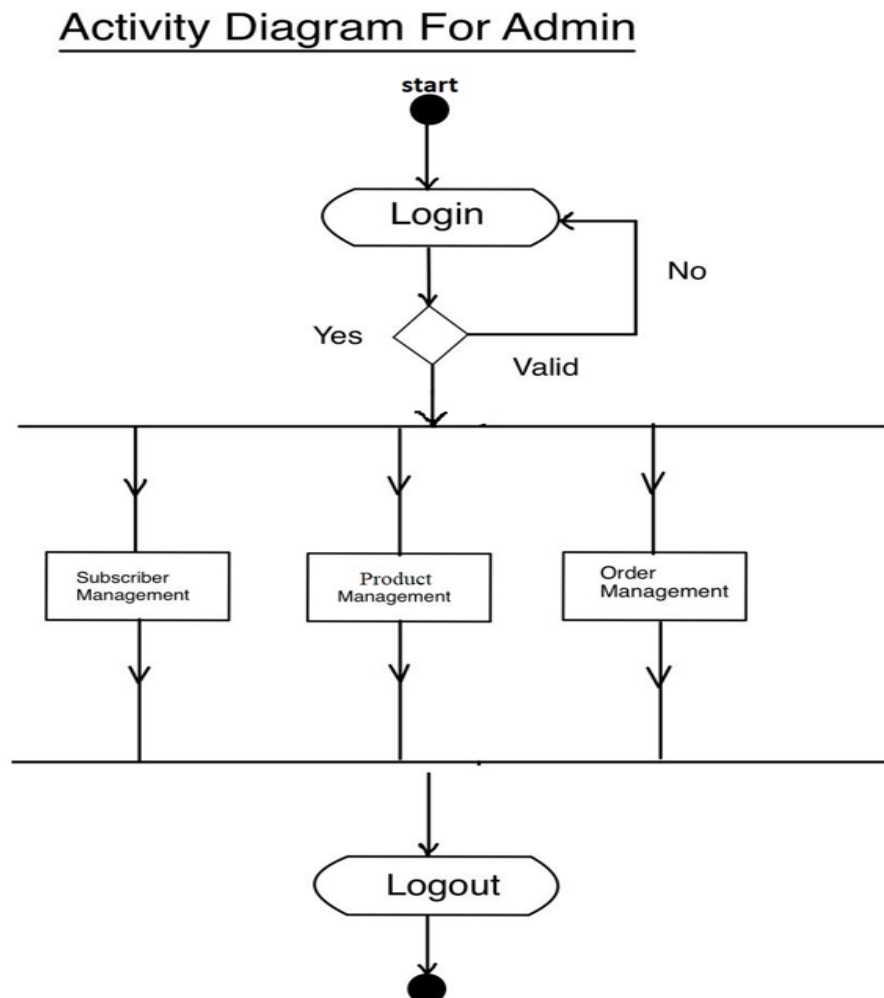 Activity Diagram For Admin
start
Login
No
Yes
Valid
Subscriber
Management
Product
Management
Order
Management
Logout